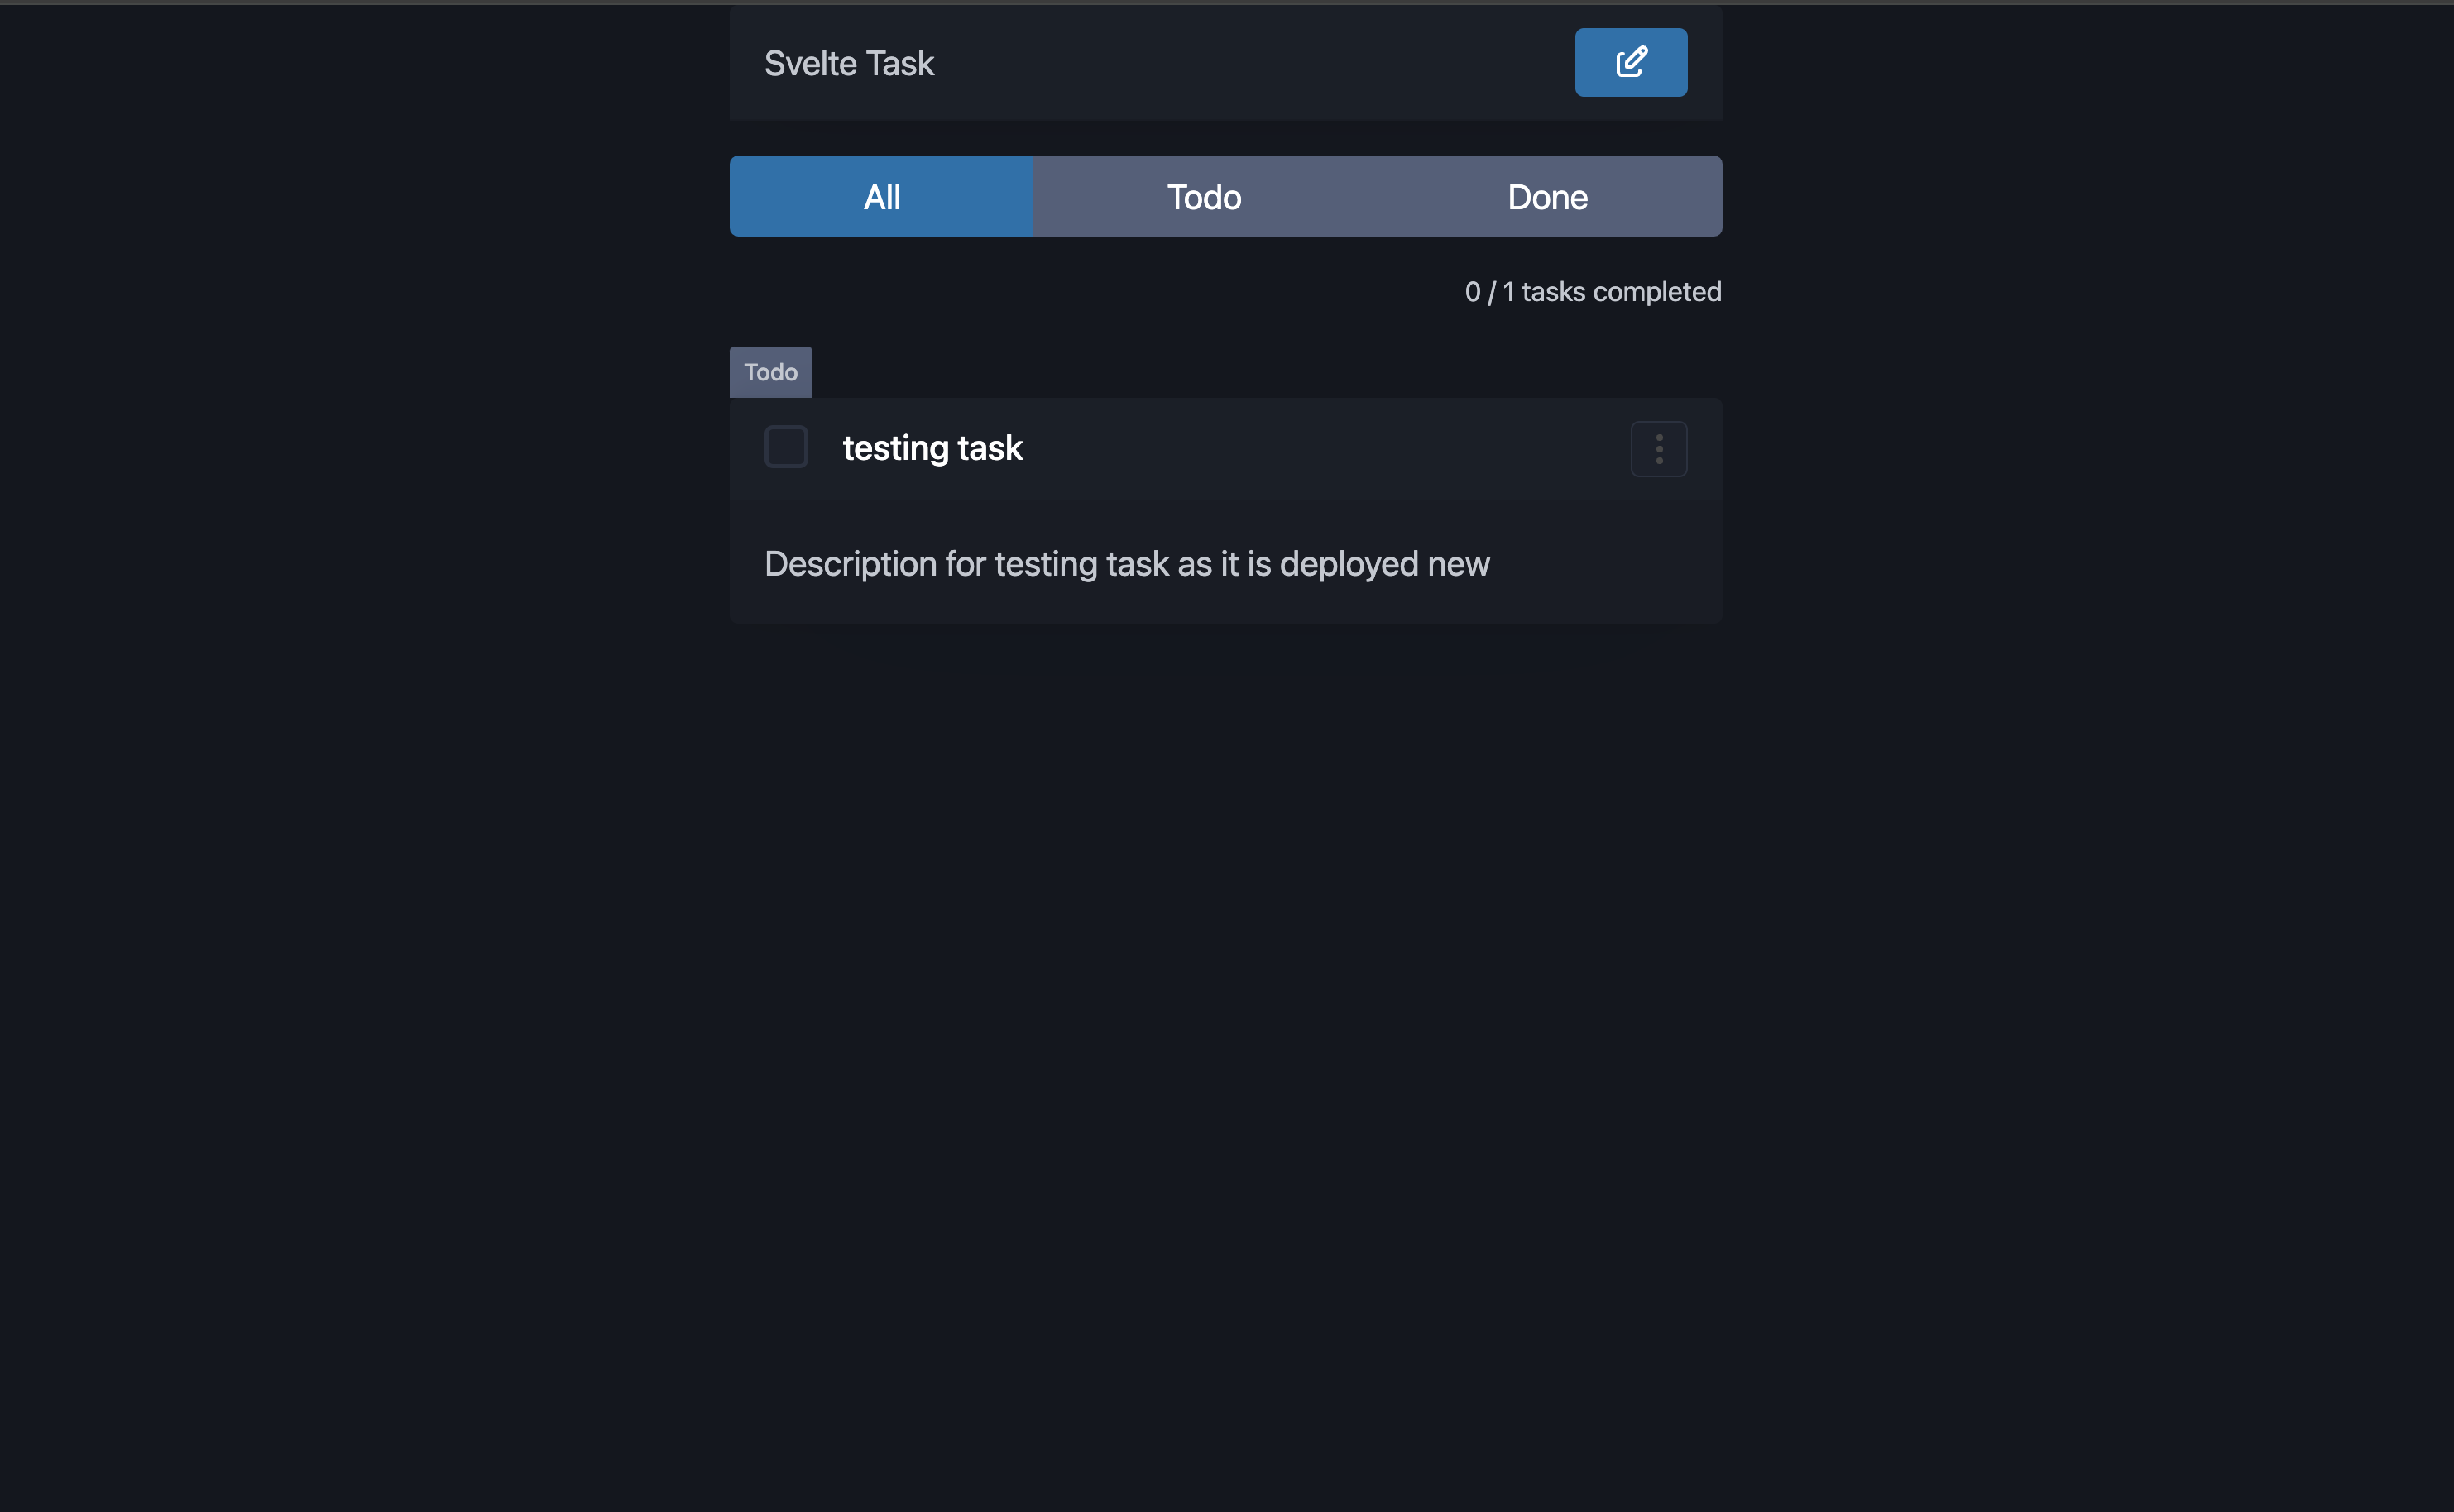 Svelte Task
All Todo Done
0 / 1 tasks completed
Todo
testing task
Description for testing task as it is deployed new